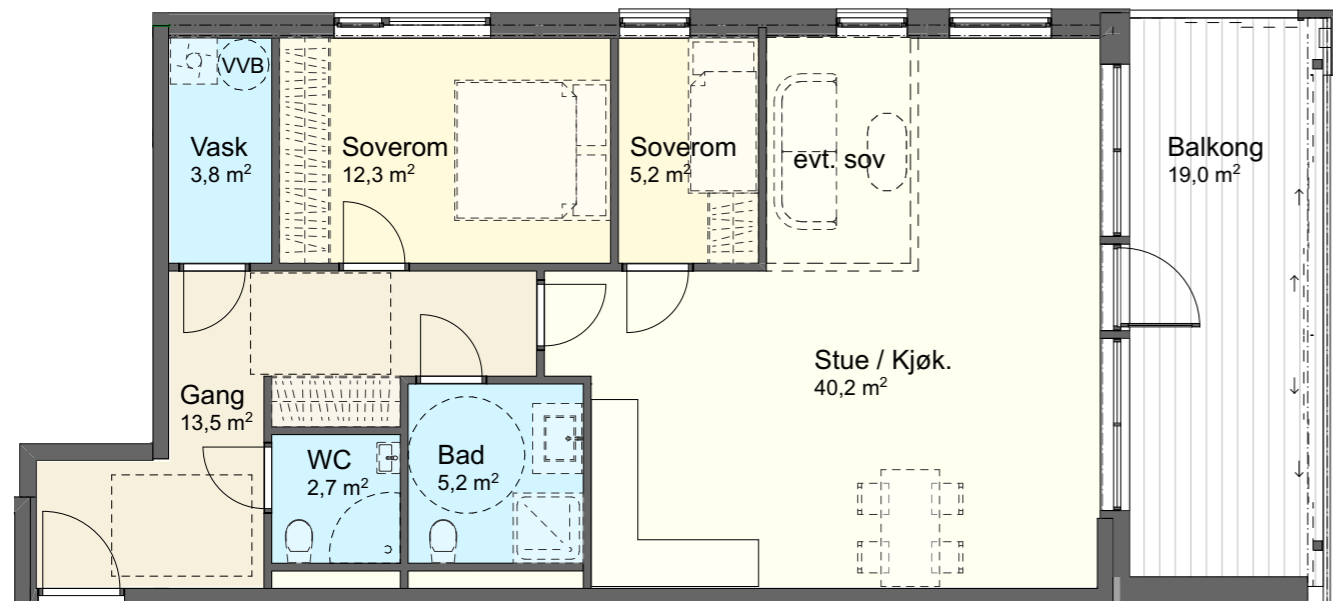 VVB
Vask
3,8 m²
Soverom
12,3 m²
Soverom
5,2 m²
evt. sov
Balkong
19,0 m²
Stue / Kjøk.
40,2 m²
Gang
13,5 m²
WC
2,7 m²
Bad
5,2 m²